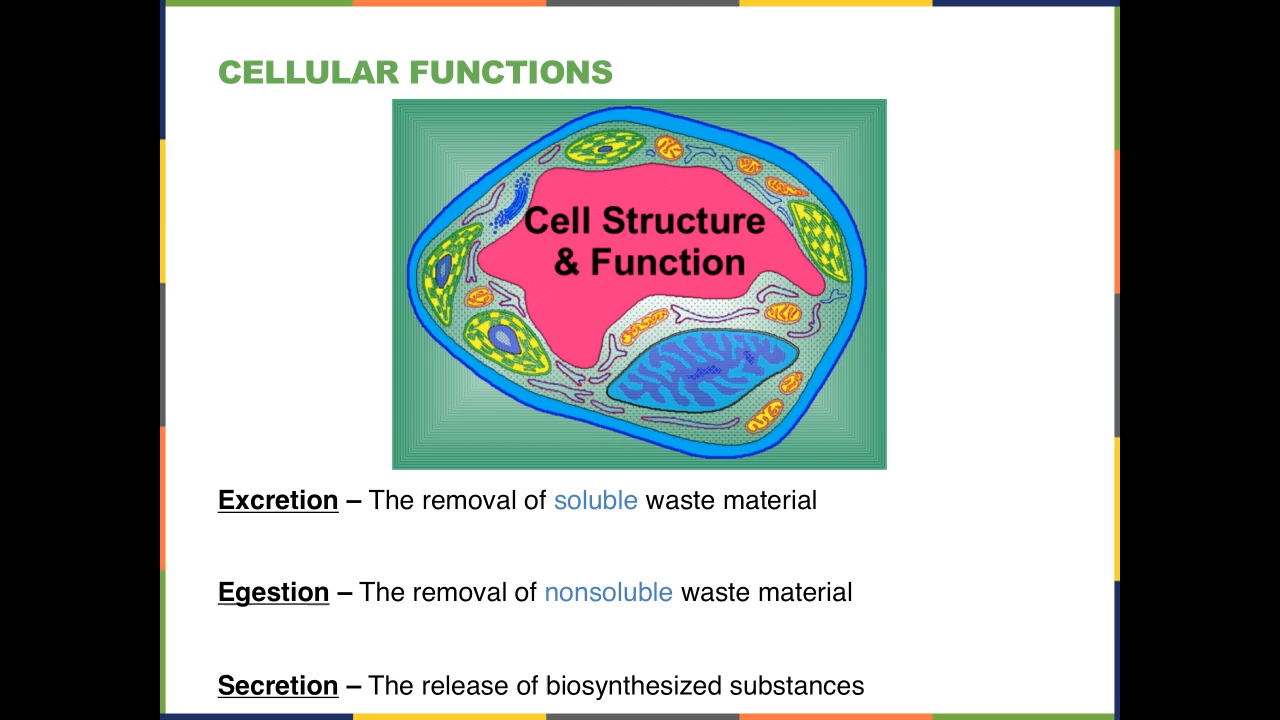 CELLULAR FUNCTIONS
Cell Structure
& Function
Excretion – The removal of soluble waste material
Egestion – The removal of nonsoluble waste material
Secretion – The release of biosynthesized substances